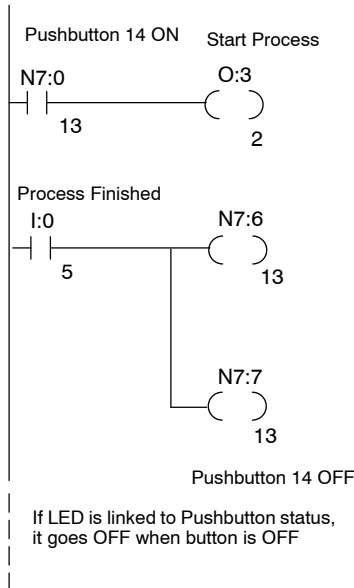 Pushbutton 14 ON
Start Process
N7:0
O:3
13
2
Process Finished
I:0
N7:6
5
13
N7:7
13
Pushbutton 14 OFF
If LED is linked to Pushbutton status,
it goes OFF when button is OFF